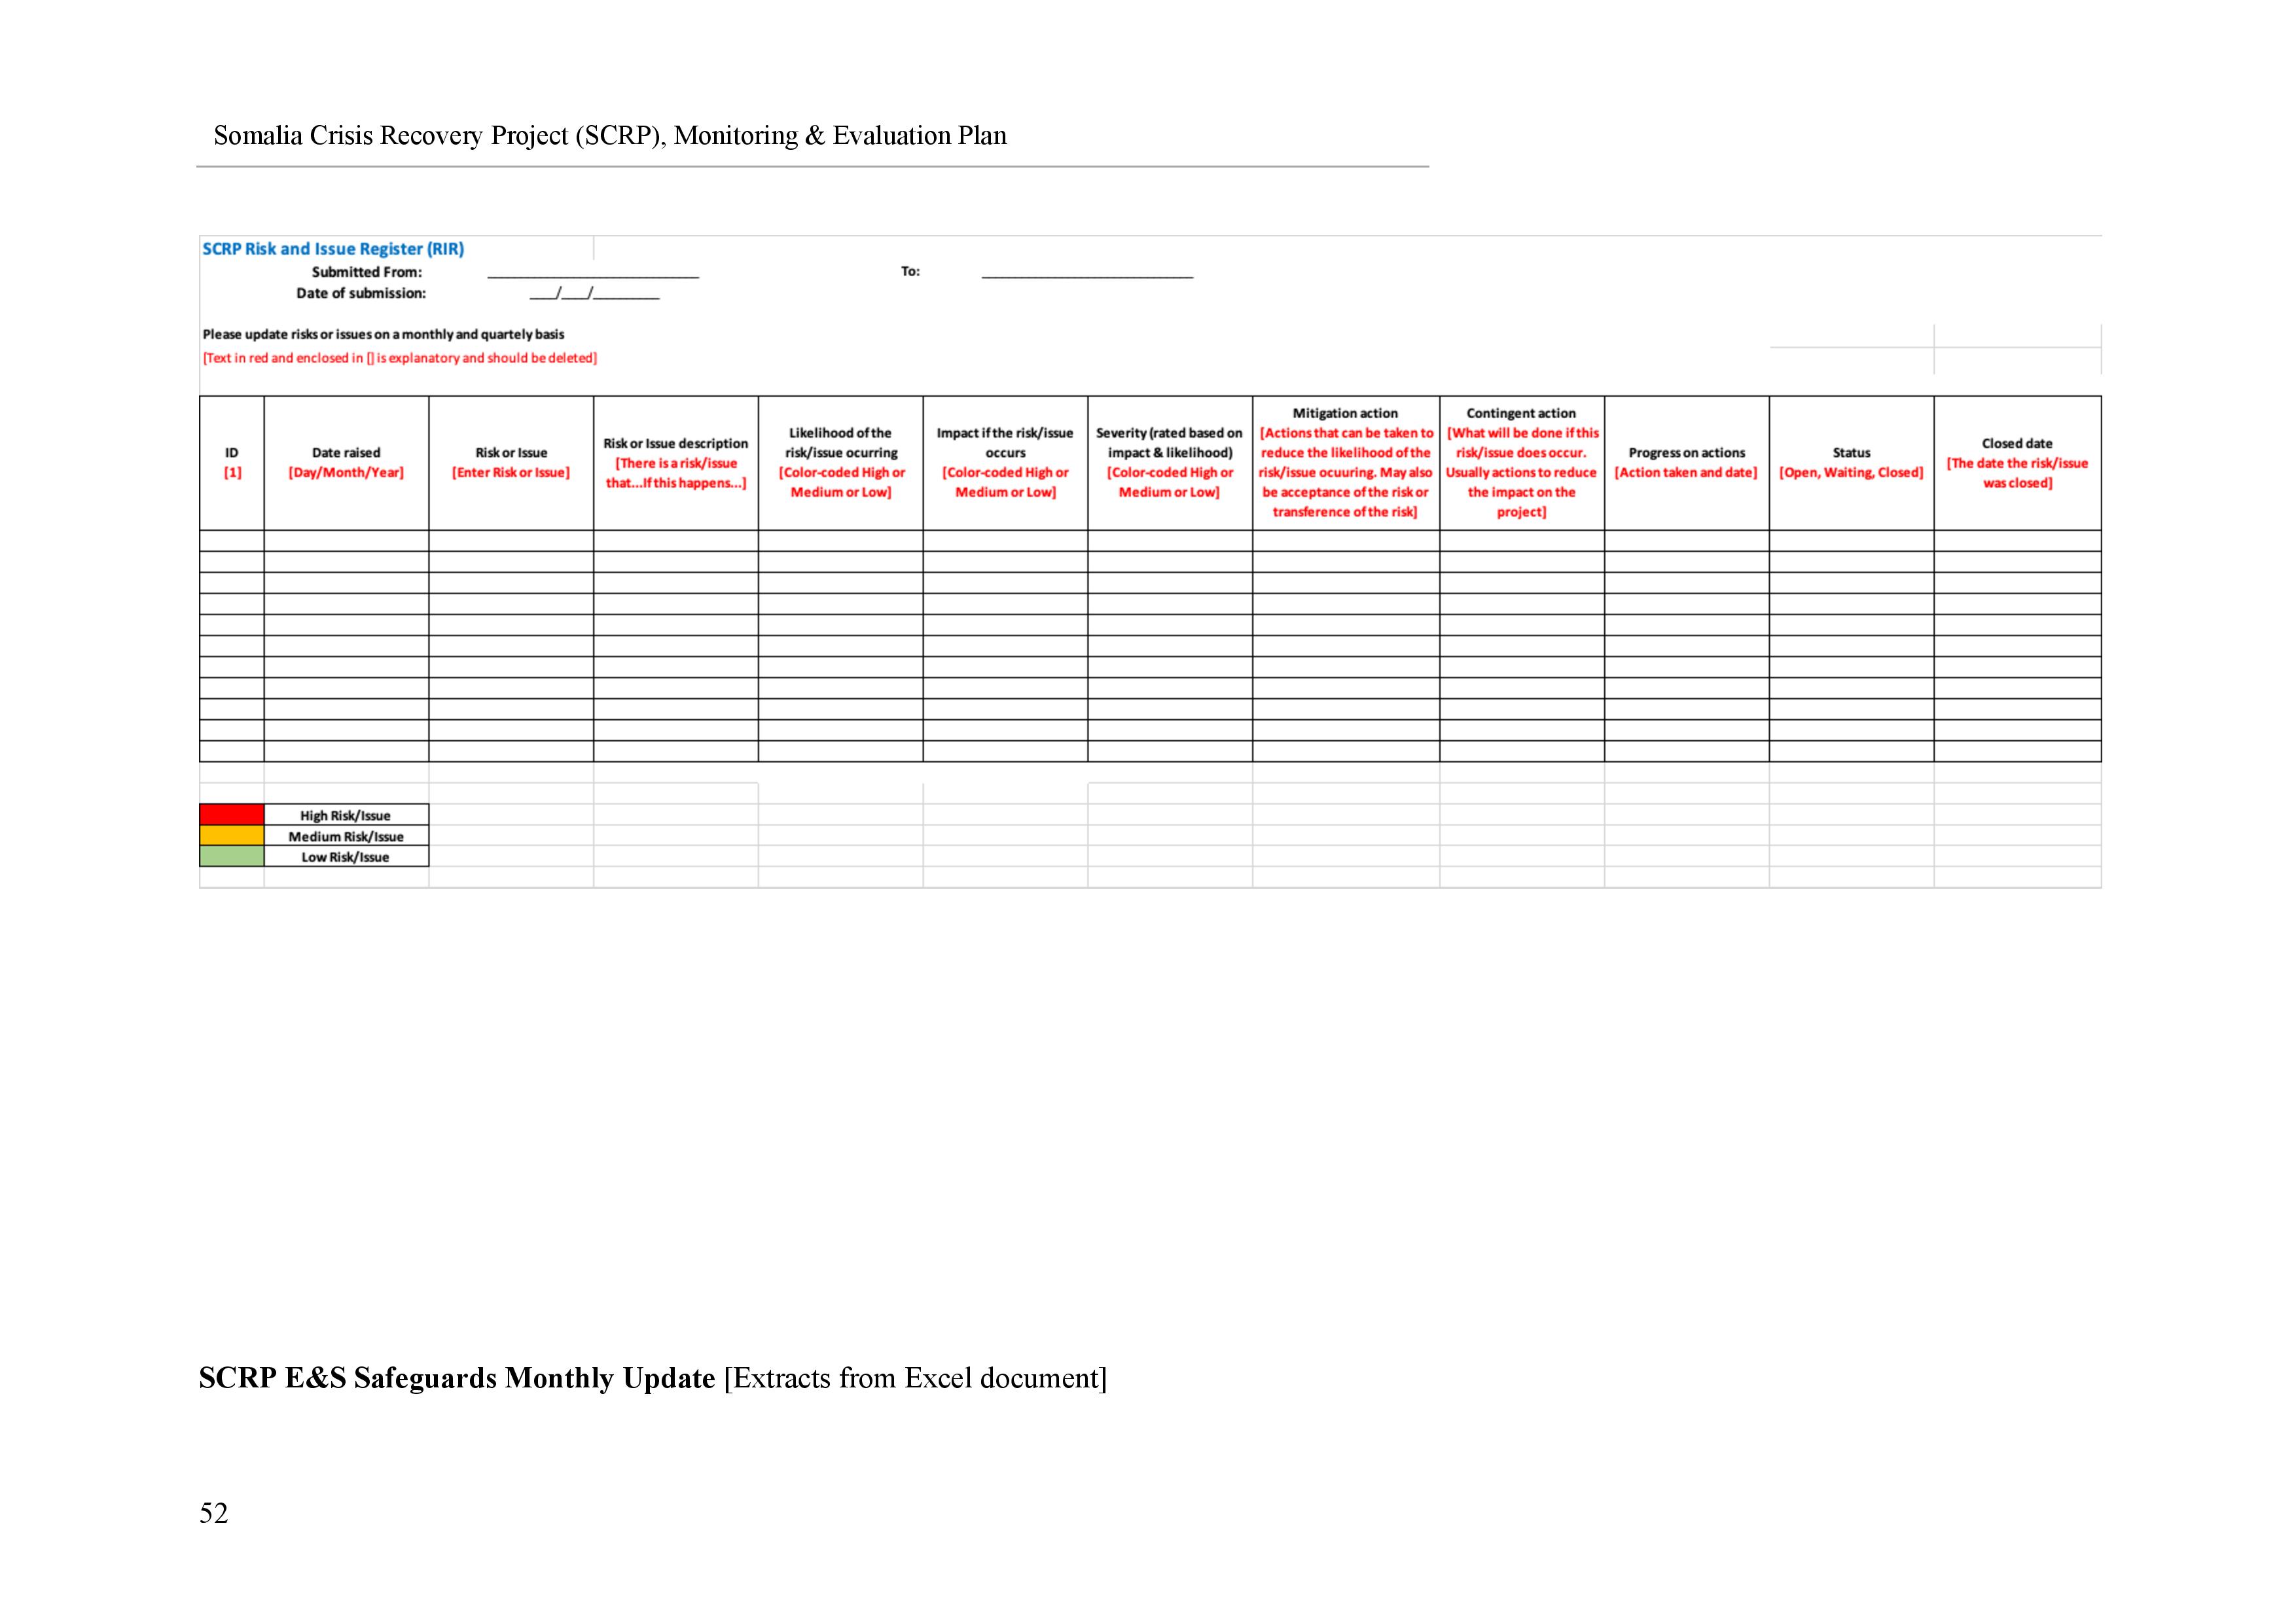 Somalia Crisis Recovery Project (SCRP), Monitoring & Evaluation Plan
SCRP Risk and Issue Register (RIR)
Submitted From: ________________________________ To: ________________________________
Date of submission: ____/____/__________
Please update risks or issues on a monthly and quartely basis
[Text in red and enclosed in [] is explanatory and should be deleted]
ID
[1]
Date raised
[Day/Month/Year]
Risk or Issue
[Enter Risk or Issue]
Risk or Issue description
[There is a risk/issue
that...If this happens...]
Likelihood of the
risk/issue ocurring
[Color-coded High or
Medium or Low]
Impact if the risk/issue
occurs
[Color-coded High or
Medium or Low]
Severity (rated based on
impact & likelihood)
[Color-coded High or
Medium or Low]
Mitigation action
[Actions that can be taken to
reduce the likelihood of the
risk/issue ocuuring. May also
be acceptance of the risk or
transference of the risk]
Contingent action
[What will be done if this
risk/issue does occur.
Usually actions to reduce
the impact on the
project]
Progress on actions
[Action taken and date]
Status
[Open, Waiting, Closed]
Closed date
[The date the risk/issue
was closed]
High Risk/Issue
Medium Risk/Issue
Low Risk/Issue
SCRP E&S Safeguards Monthly Update [Extracts from Excel document]
52